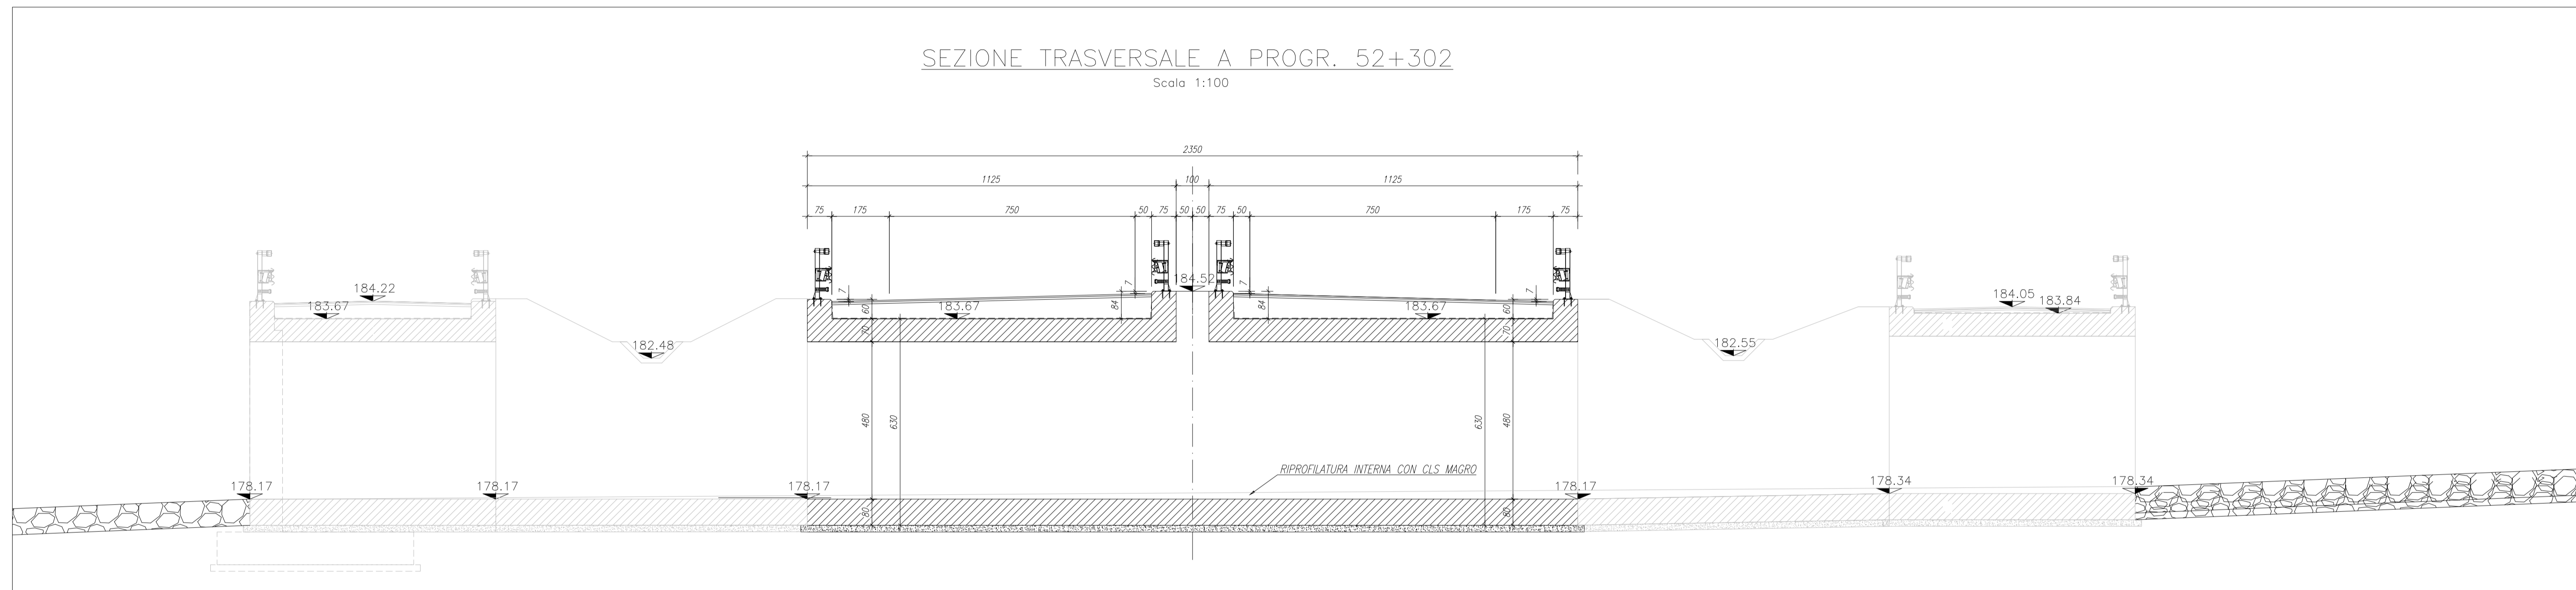 SEZIONE TRASVERSALE A PROGR. 52+302
Scala 1:100
2350
1125 100 1125
75 175 750 50 75 50 50 75 50 750 175 75
184.52
7 7 7 7
184.22
183.67
183.67
183.67
184.05
183.84
60 84 84 60
70 70
182.48
182.55
480 630 630 480
RIPROFILATURA INTERNA CON CLS MAGRO
178.17 178.17 178.17 178.17 178.34 178.34
80 80